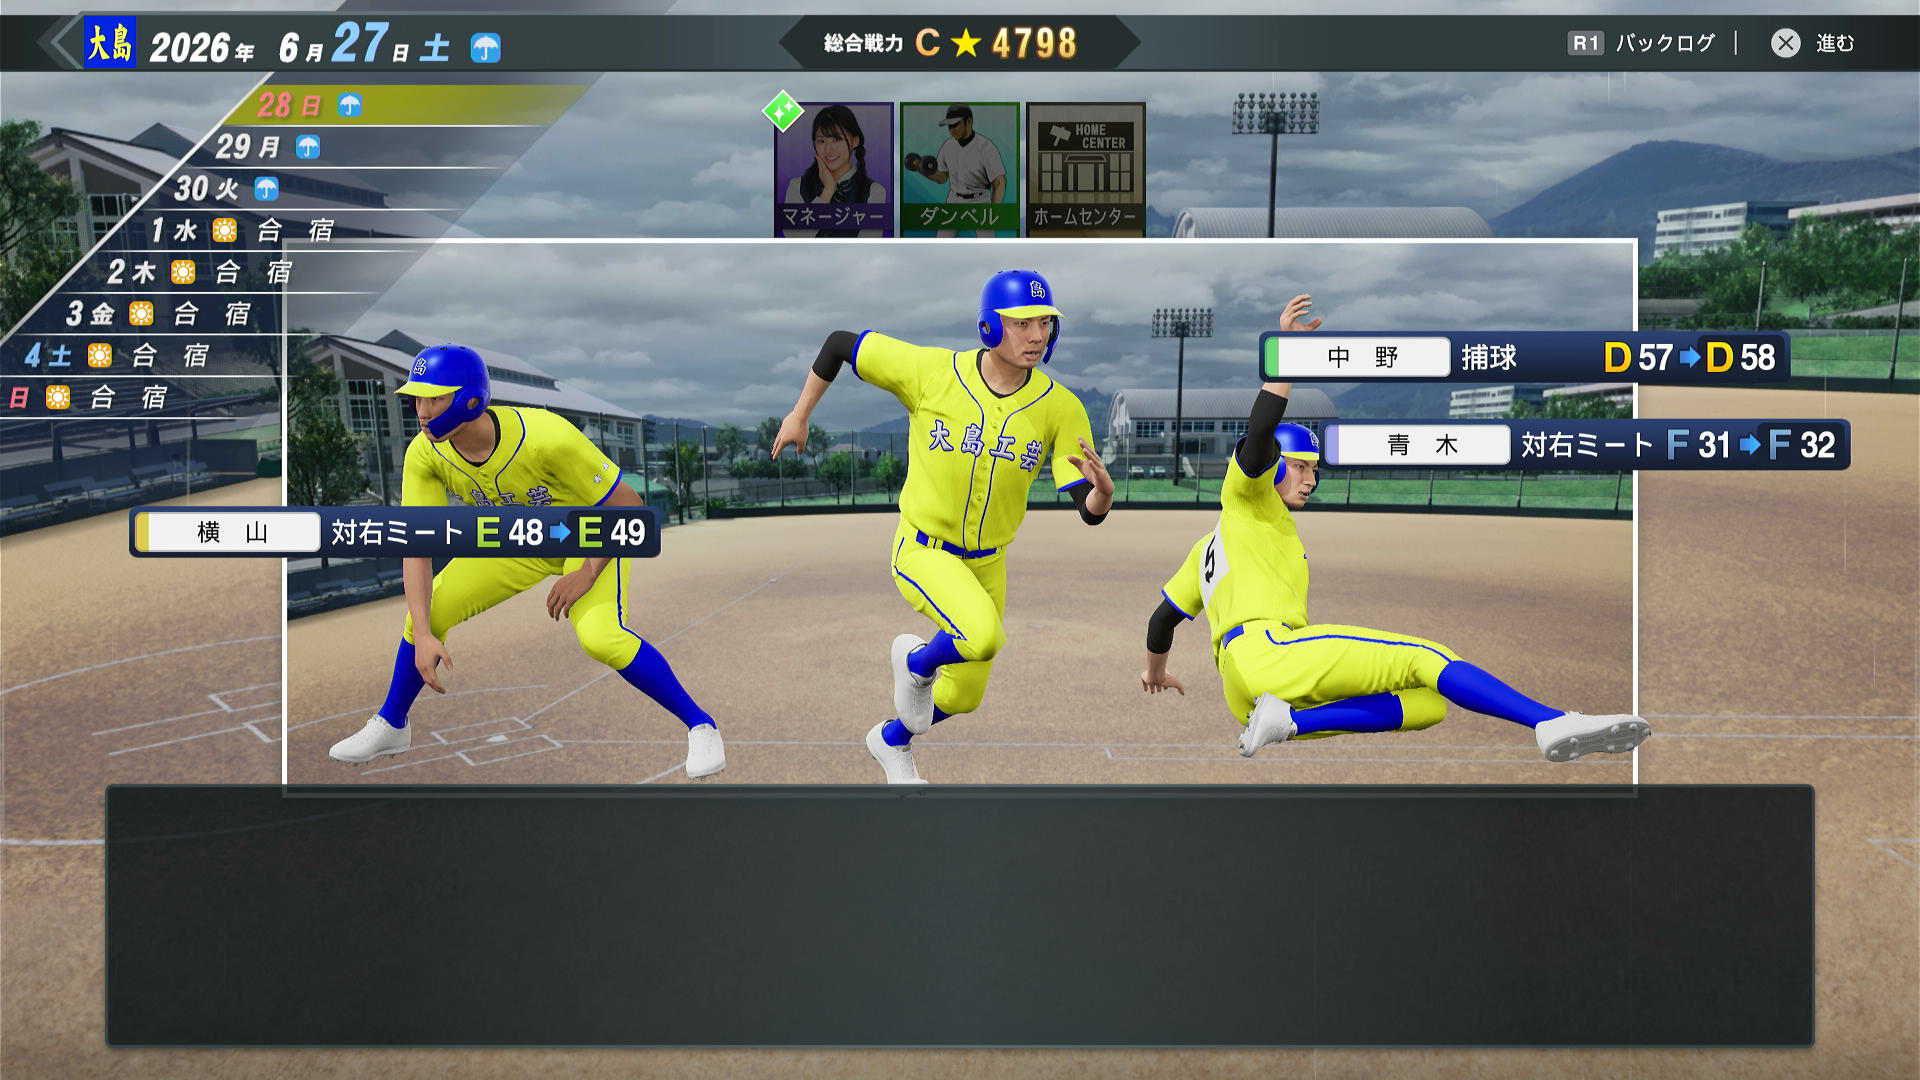 大島 2026年 6月27日 土
総合戦力 C ★ 4798
R1 バックログ
進む
28 日
29 月
30 火
1 水 合 宿
2 木 合 宿
3 金 合 宿
4 土 合 宿
日 合 宿
マネージャー
ダンベル
HOME CENTER
ホームセンター
中 野 捕球 D 57 D 58
青 木 対右ミート F 31 F 32
横 山 対右ミート E 48 E 49
島
島
大島工芸
島工芸
5